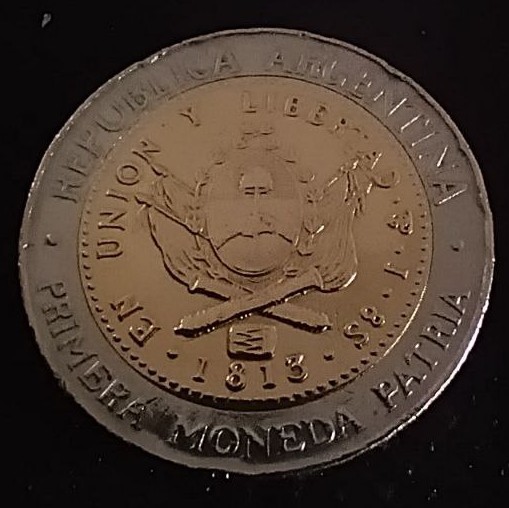 REPUBLICA ARGENTINA
PRIMERA MONEDA PATRIA
EN UNION Y LIBERTAD
1813